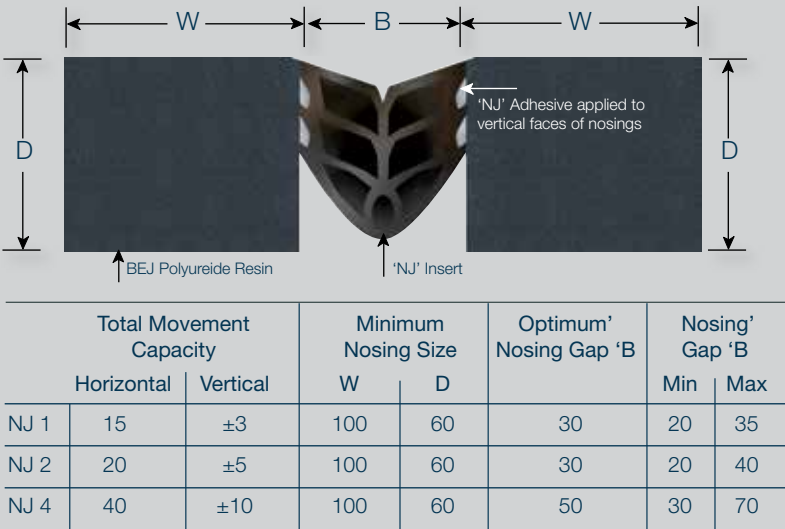 W B W
'NJ' Adhesive applied to
vertical faces of nosings
D D
BEJ Polyureide Resin 'NJ' Insert
Total Movement Minimum Optimum' Nosing'
Capacity Nosing Size Nosing Gap 'B Gap 'B
Horizontal Vertical W D Min Max
NJ 1 15 ±3 100 60 30 20 35
NJ 2 20 ±5 100 60 30 20 40
NJ 4 40 ±10 100 60 50 30 70